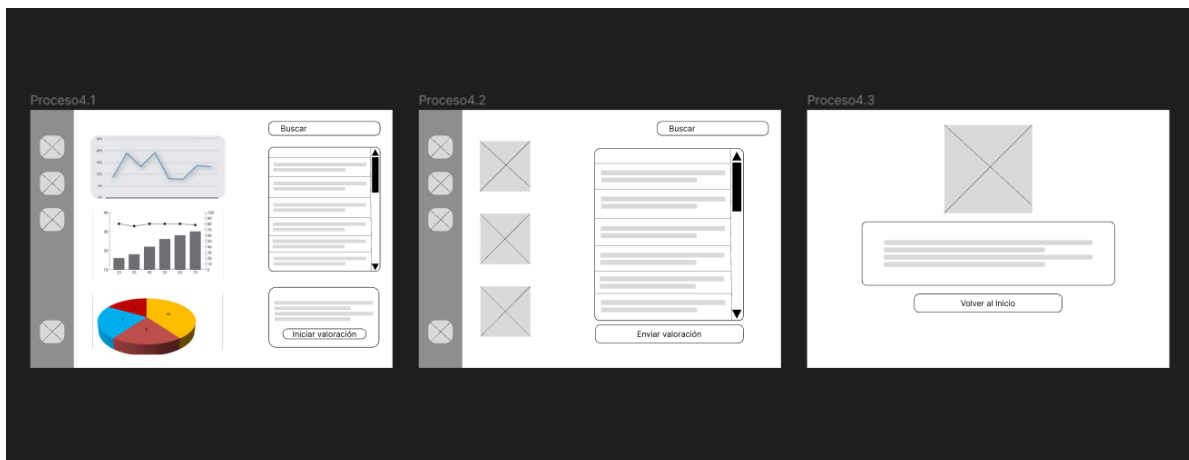 Proceso4.1
Proceso4.2
Proceso4.3
Buscar
Iniciar valoración
Buscar
Enviar valoración
Volver al Inicio